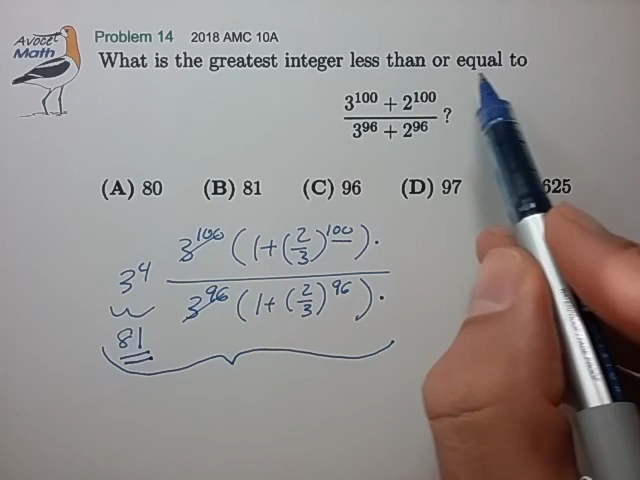 Avocet Math
Problem 14 2018 AMC 10A
What is the greatest integer less than or equal to
3^100 + 2^100
3^96 + 2^96 ?
(A) 80 (B) 81 (C) 96 (D) 97 625
3^100 (1+(2/3)^100).
3^4
3^96 (1+(2/3)^96).
81